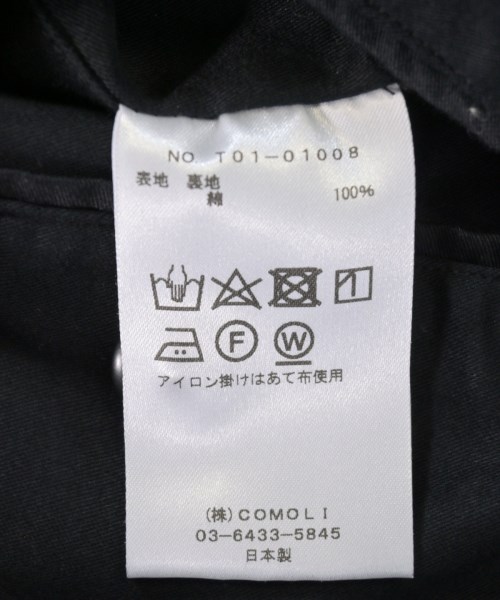 NO T01-01008
表地 裏地
綿 100%
F W
アイロン掛けはあて布使用
(株)COMOLI
03-6433-5845
日本製